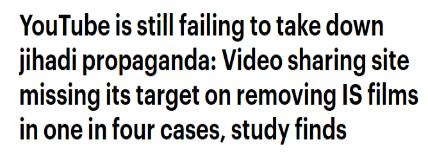 YouTube is still failing to take down
jihadi propaganda: Video sharing site
missing its target on removing IS films
in one in four cases, study finds